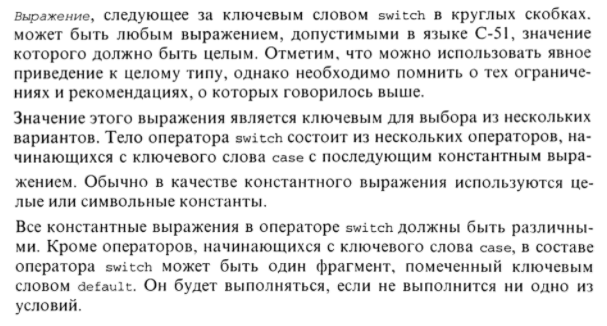 Выражение, следующее за ключевым словом switch в круглых скобках.
может быть любым выражением, допустимыми в языке С-51, значение
которого должно быть целым. Отметим, что можно использовать явное
приведение к целому типу, однако необходимо помнить о тех ограниче-
ниях и рекомендациях, о которых говорилось выше.
Значение этого выражения является ключевым для выбора из нескольких
вариантов. Тело оператора switch состоит из нескольких операторов, на-
чинающихся с ключевого слова case с последующим константным выра-
жением. Обычно в качестве константного выражения используются це-
лые или символьные константы.
Все константные выражения в операторе switch должны быть различны-
ми. Кроме операторов, начинающихся с ключевого слова case, в составе
оператора switch может быть один фрагмент, помеченный ключевым
словом default. Он будет выполняться, если не выполнится ни одно из
условий.